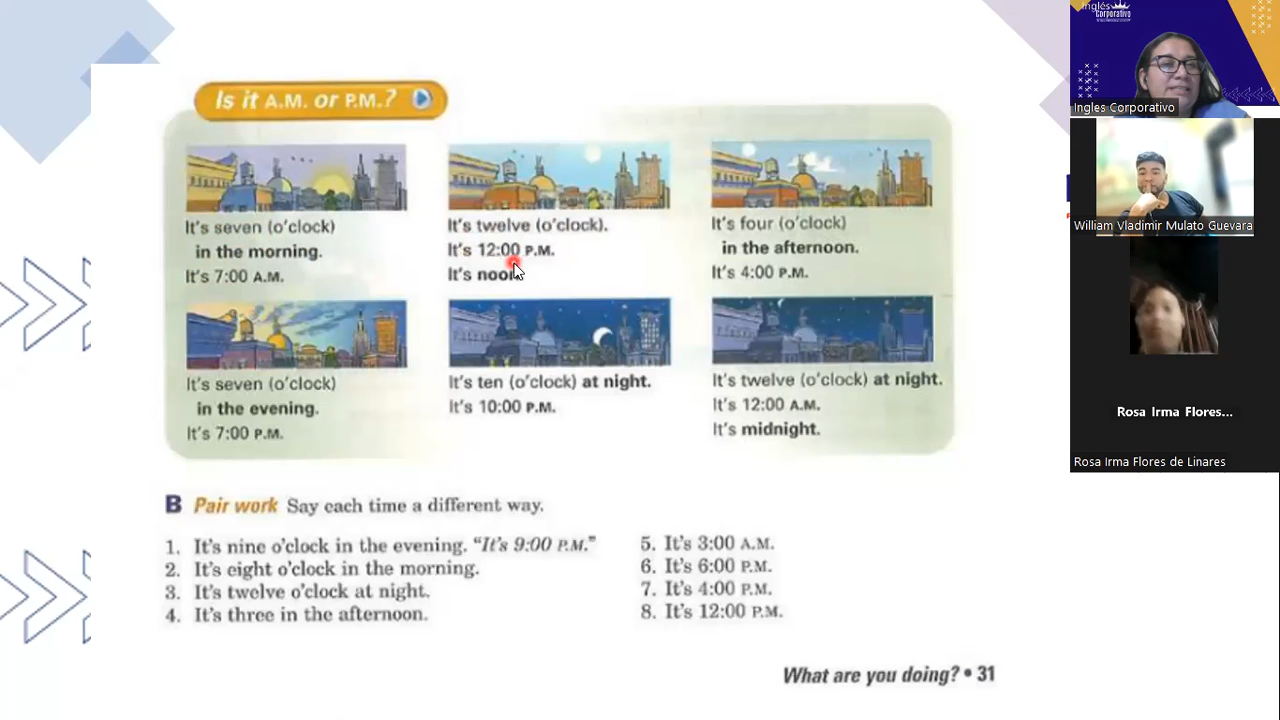 Is it A.M. or P.M.?
It's seven (o'clock)
in the morning.
It's 7:00 A.M.
It's twelve (o'clock).
It's 12:00 P.M.
It's noon
It's four (o'clock)
in the afternoon.
It's 4:00 P.M.
It's seven (o'clock)
in the evening.
It's 7:00 P.M.
It's ten (o'clock) at night.
It's 10:00 P.M.
It's twelve (o'clock) at night.
It's 12:00 A.M.
It's midnight.
B Pair work Say each time a different way.
1. It's nine o'clock in the evening. "It's 9:00 P.M."
2. It's eight o'clock in the morning.
3. It's twelve o'clock at night.
4. It's three in the afternoon.
5. It's 3:00 A.M.
6. It's 6:00 P.M.
7. It's 4:00 P.M.
8. It's 12:00 P.M.
What are you doing? • 31
Inglés
Corporativo
Ingles Corporativo
William Vladimir Mulato Guevara
Rosa Irma Flores...
Rosa Irma Flores de Linares